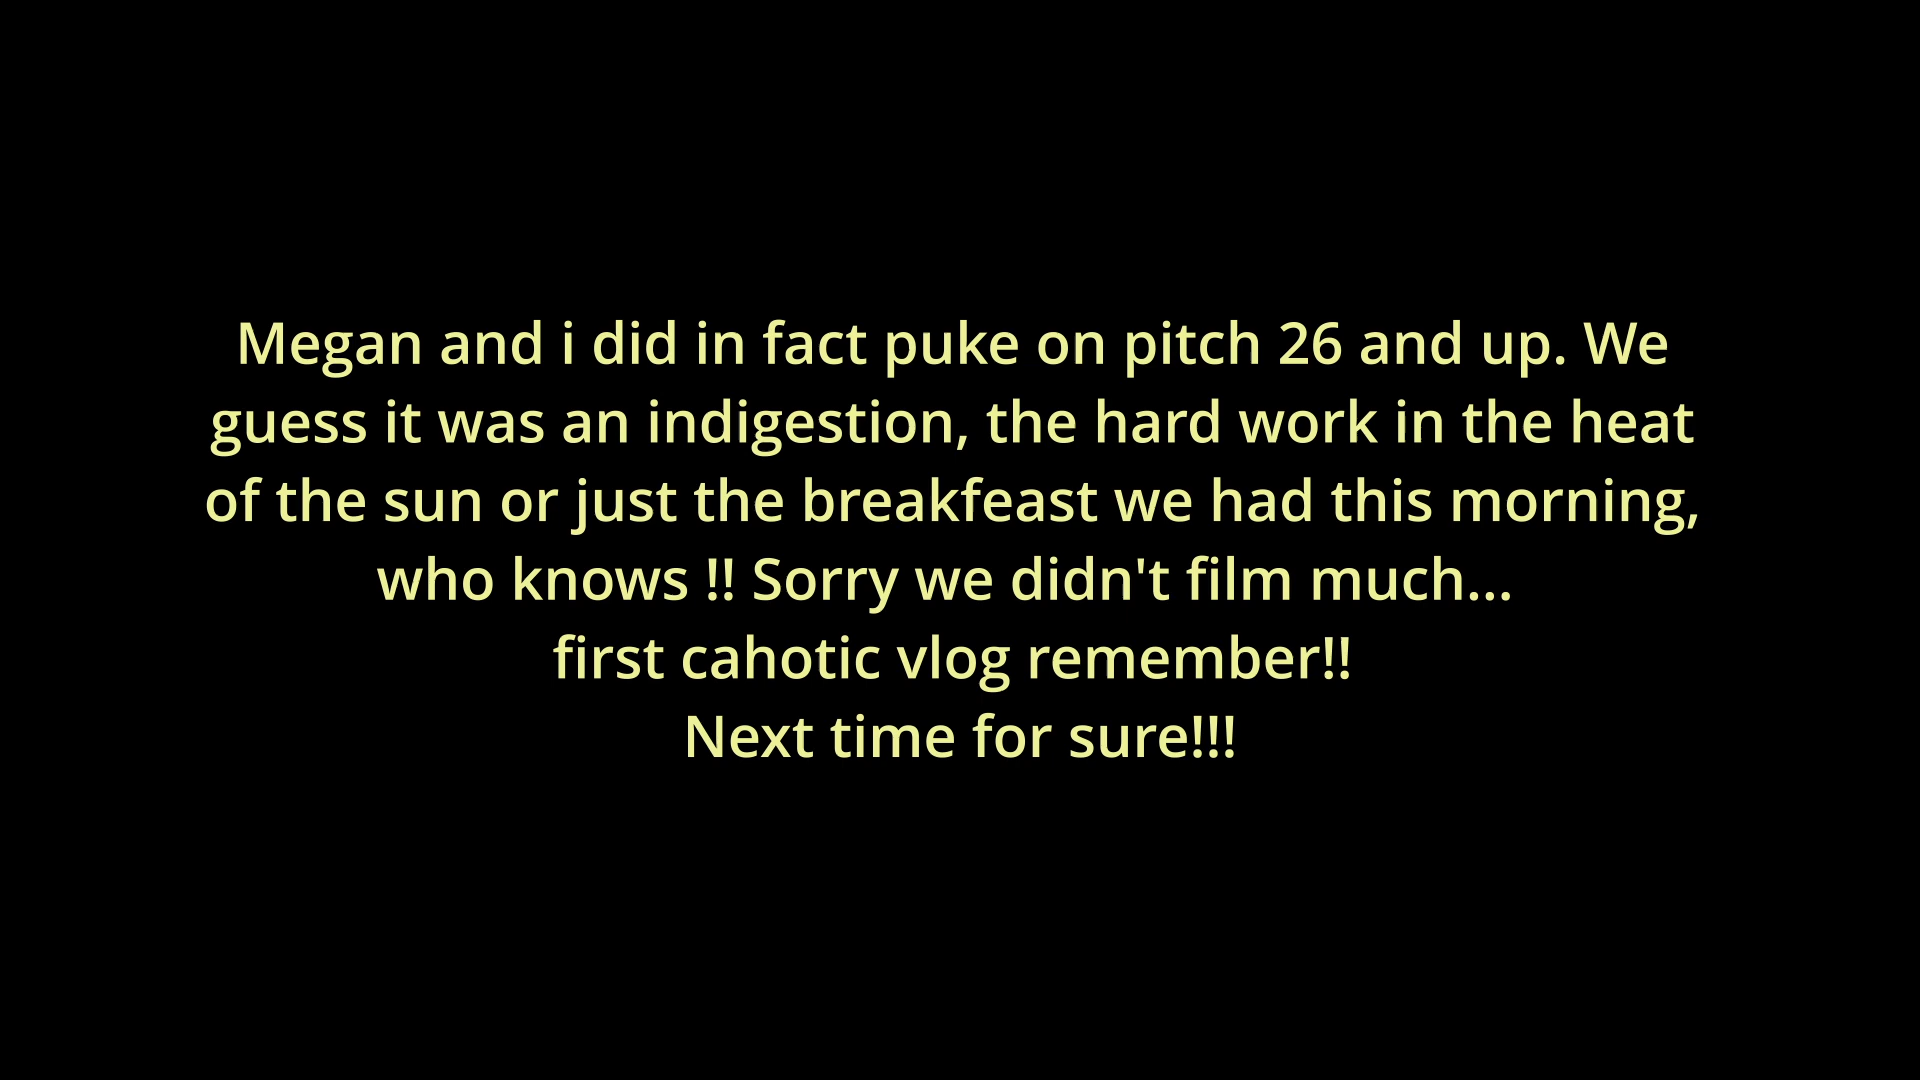 Megan and i did in fact puke on pitch 26 and up. We
guess it was an indigestion, the hard work in the heat
of the sun or just the breakfeast we had this morning,
who knows !! Sorry we didn't film much...
first cahotic vlog remember!!
Next time for sure!!!